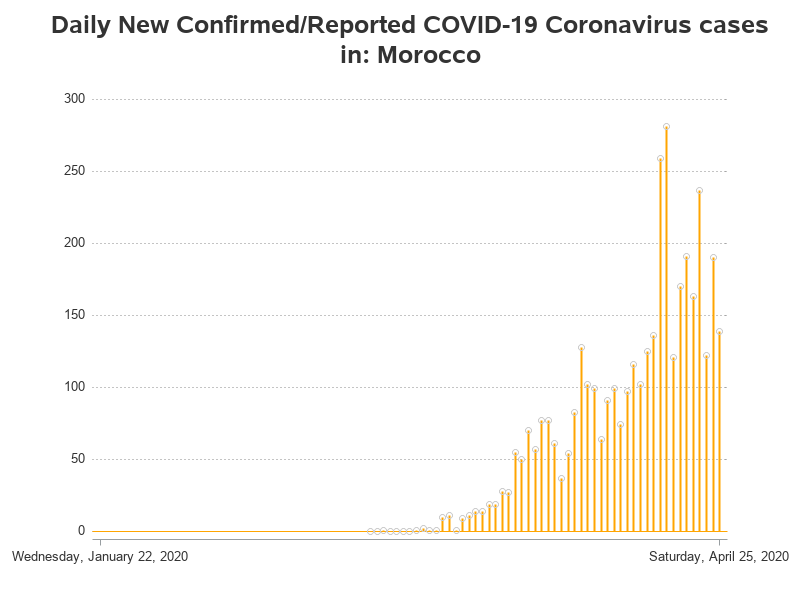 Daily New Confirmed/Reported COVID-19 Coronavirus cases
in: Morocco
300
250
200
150
100
50
0
Wednesday, January 22, 2020
Saturday, April 25, 2020